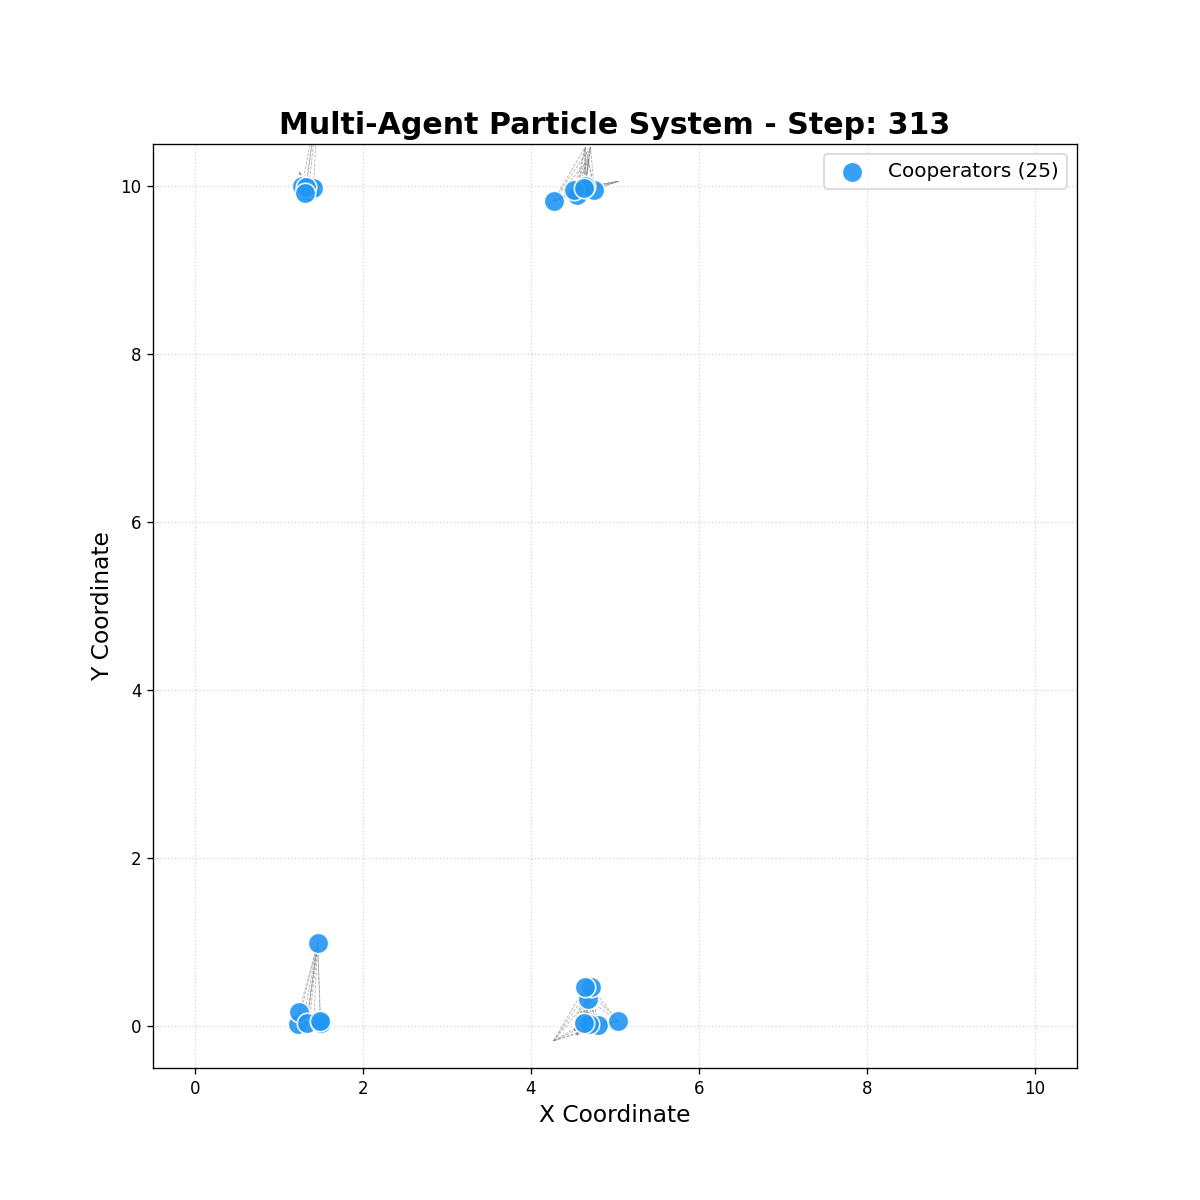 Multi-Agent Particle System - Step: 313
Cooperators (25)
10
8
6
4
2
0
Y Coordinate
0 2 4 6 8 10
X Coordinate